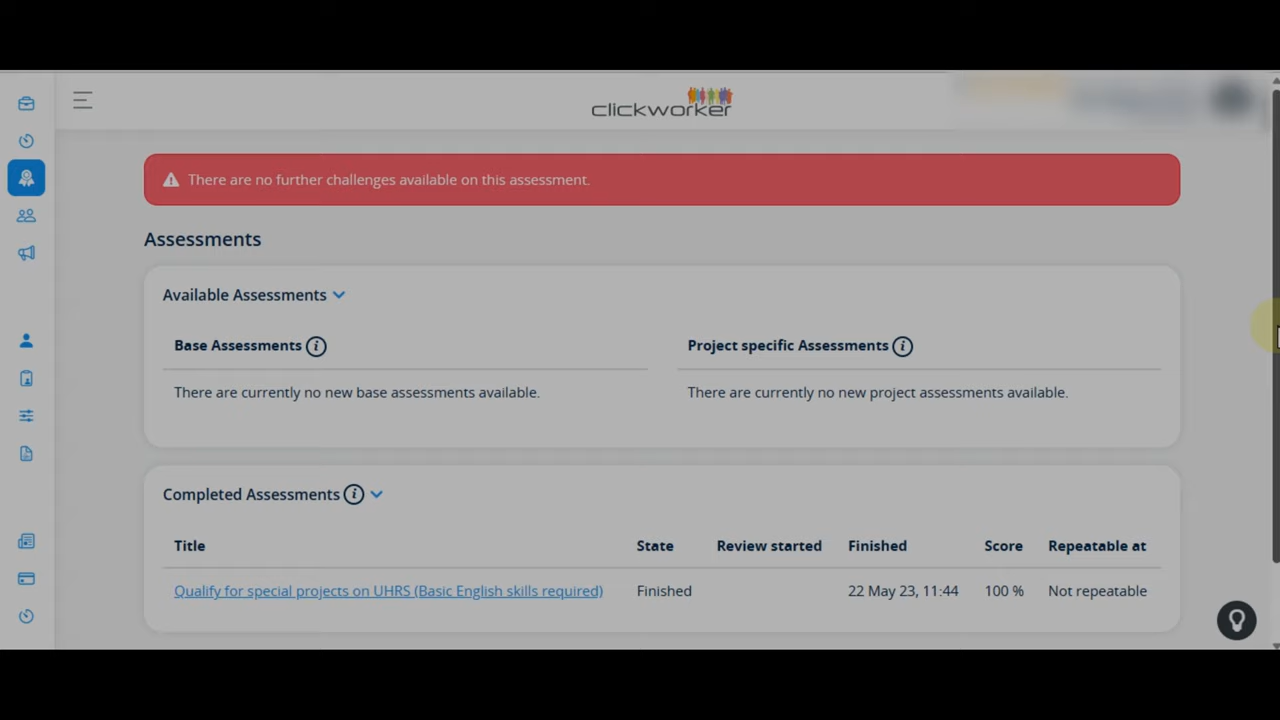 clickworker
There are no further challenges available on this assessment.
Assessments
Available Assessments
Base Assessments
Project specific Assessments
There are currently no new base assessments available.
There are currently no new project assessments available.
Completed Assessments
Title State Review started Finished Score Repeatable at
Qualify for special projects on UHRS (Basic English skills required) Finished 22 May 23, 11:44 100 % Not repeatable